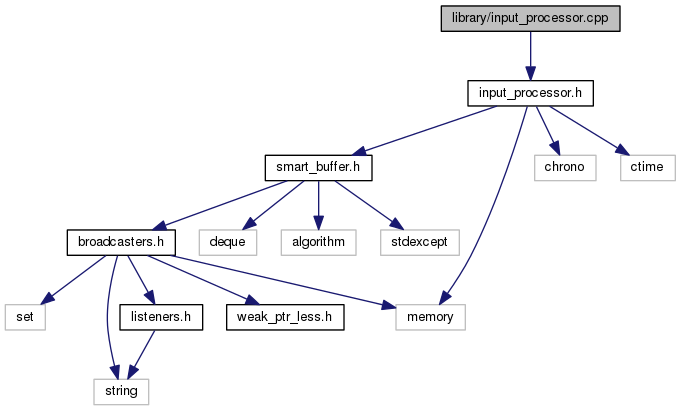 library/input_processor.cpp
input_processor.h
smart_buffer.h
chrono
ctime
broadcasters.h
deque
algorithm
stdexcept
set
listeners.h
weak_ptr_less.h
memory
string